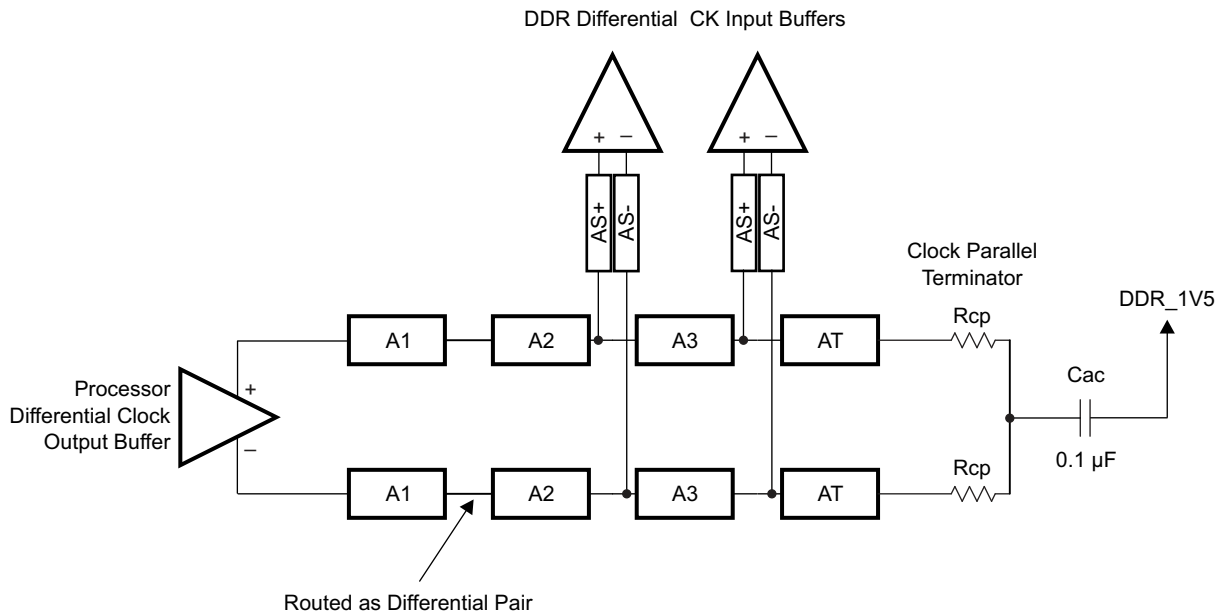 DDR Differential CK Input Buffers
+ −
+ −
AS+
AS-
AS+
AS-
Clock Parallel
Terminator
DDR_1V5
Rcp
A1
A2
A3
AT
Cac
Processor
Differential Clock
Output Buffer
+
−
0.1 µF
Rcp
A1
A2
A3
AT
Routed as Differential Pair